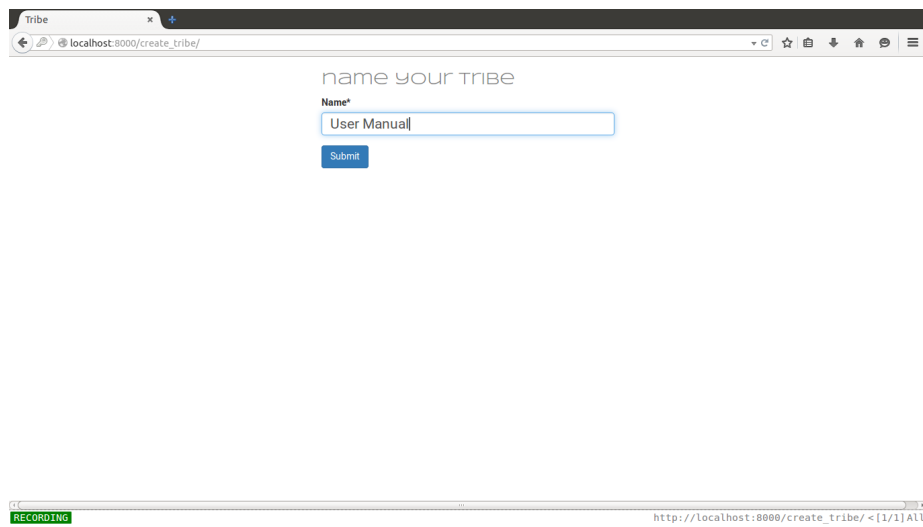 Tribe
localhost:8000/create_tribe/
name your TRIBE
Name*
User Manual
Submit
RECORDING
http://localhost:8000/create_tribe/ <[1/1]All